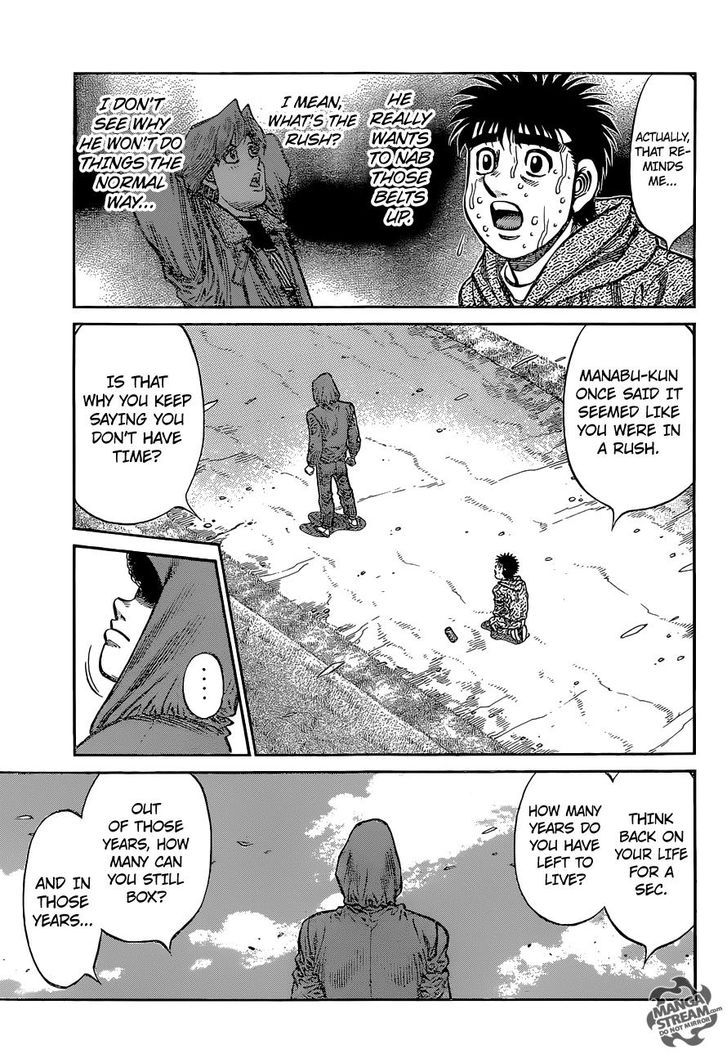 ACTUALLY,
THAT RE-
MINDS
ME...
HE
REALLY
WANTS
TO NAB
THOSE
BELTS
UP.
I MEAN,
WHAT'S THE
RUSH?
I DON'T
SEE WHY
HE WON'T DO
THINGS THE
NORMAL
WAY...
MANABU-KUN
ONCE SAID IT
SEEMED LIKE
YOU WERE IN
A RUSH.
IS THAT
WHY YOU KEEP
SAYING YOU
DON'T HAVE
TIME?
...
THINK
BACK ON
YOUR LIFE
FOR A
SEC.
HOW MANY
YEARS DO
YOU HAVE
LEFT TO
LIVE?
OUT
OF THOSE
YEARS, HOW
MANY CAN
YOU STILL
BOX?
AND IN
THOSE
YEARS...
MANGA
STREAM.com
DO NOT MIRROR!